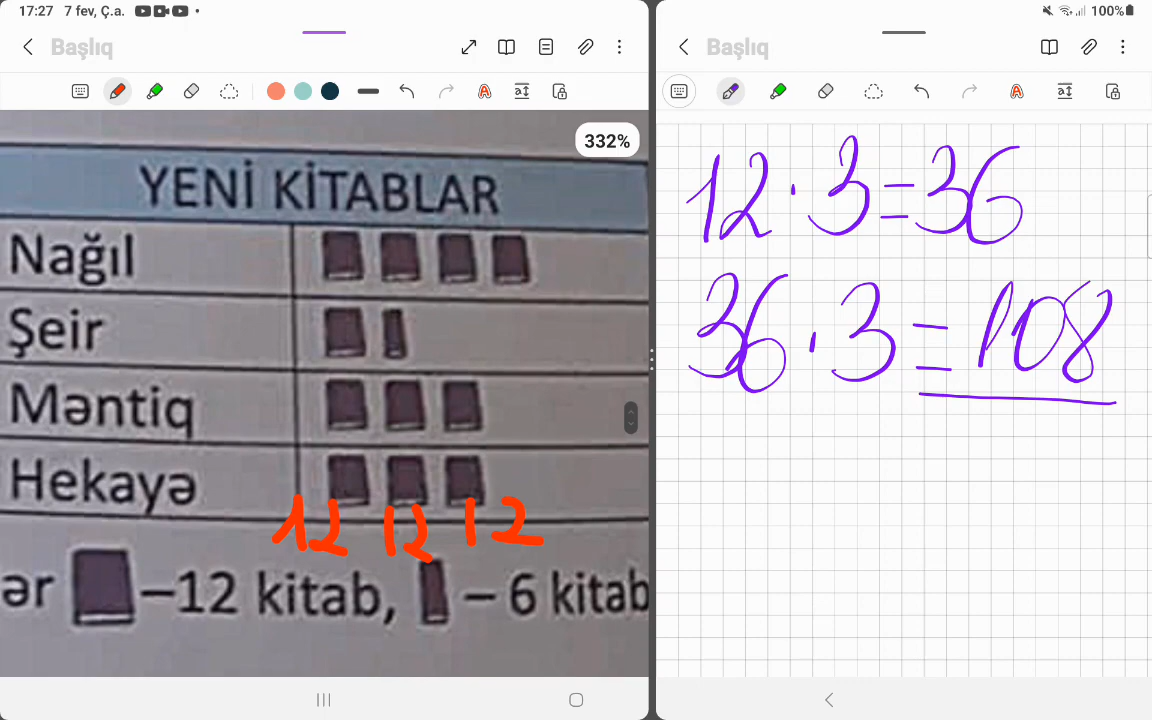 17:27 7 fev, Ç.a.
100%
Başlıq
Başlıq
332%
YENİ KİTABLAR
Nağıl
Şeir
Məntiq
Hekayə
12 12 12
ər –12 kitab, – 6 kitab
12 · 3 = 36
36 · 3 = 108